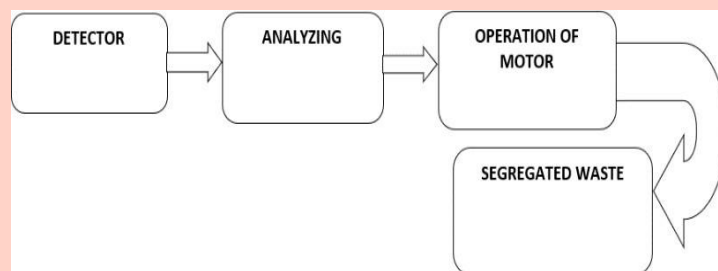 DETECTOR
ANALYZING
OPERATION OF
MOTOR
SEGREGATED WASTE